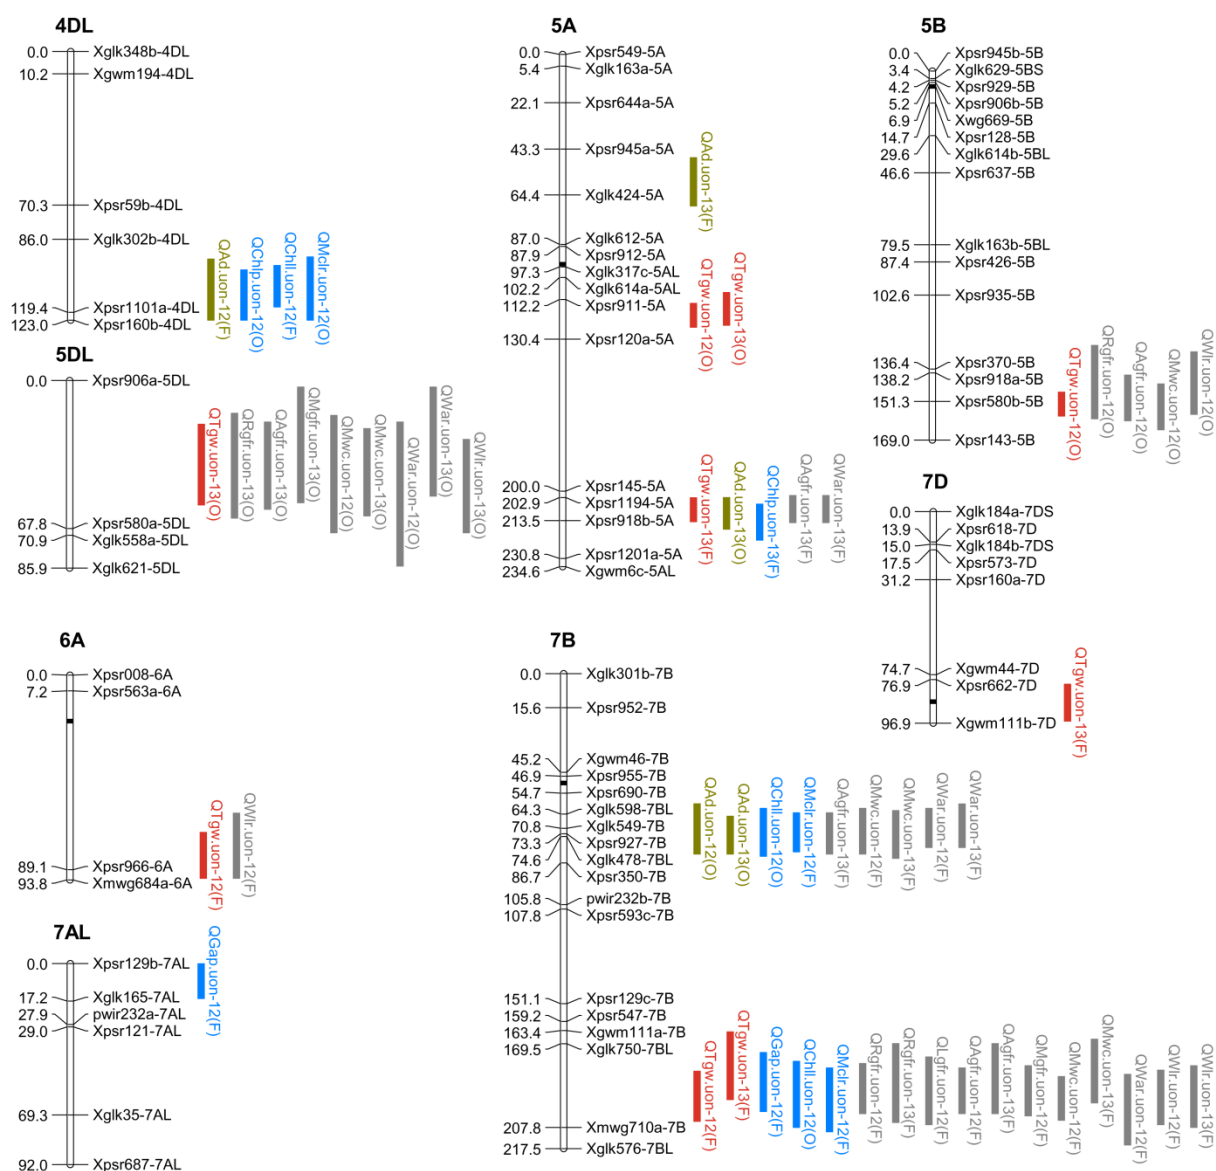 4DL
0.0 Xglk348b-4DL
10.2 Xgwm194-4DL
70.3 Xpsr59b-4DL
86.0 Xglk302b-4DL
119.4 Xpsr1101a-4DL
123.0 Xpsr160b-4DL
QAd.uon-12(F)
QChlp.uon-12(O)
QChll.uon-12(F)
QMclr.uon-12(O)
5DL
0.0 Xpsr906a-5DL
67.8 Xpsr580a-5DL
70.9 Xglk558a-5DL
85.9 Xglk621-5DL
QTgw.uon-13(O)
QRgfr.uon-13(O)
QAgfr.uon-13(O)
QMgfr.uon-13(O)
QMwc.uon-12(O)
QMwc.uon-13(O)
QWar.uon-12(O)
QWar.uon-13(O)
QWlr.uon-13(O)
6A
0.0 Xpsr008-6A
7.2 Xpsr563a-6A
89.1 Xpsr966-6A
93.8 Xmwg684a-6A
QTgw.uon-12(F)
QWlr.uon-12(F)
7AL
0.0 Xpsr129b-7AL
17.2 Xglk165-7AL
27.9 pwir232a-7AL
29.0 Xpsr121-7AL
69.3 Xglk35-7AL
92.0 Xpsr687-7AL
QGap.uon-12(F)
5A
0.0 Xpsr549-5A
5.4 Xglk163a-5A
22.1 Xpsr644a-5A
43.3 Xpsr945a-5A
64.4 Xglk424-5A
87.0 Xglk612-5A
87.9 Xpsr912-5A
97.3 Xglk317c-5AL
102.2 Xglk614a-5AL
112.2 Xpsr911-5A
130.4 Xpsr120a-5A
200.0 Xpsr145-5A
202.9 Xpsr1194-5A
213.5 Xpsr918b-5A
230.8 Xpsr1201a-5A
234.6 Xgwm6c-5AL
QAd.uon-13(F)
QTgw.uon-12(O)
QTgw.uon-13(O)
QTgw.uon-13(F)
QAd.uon-13(O)
QChlp.uon-13(F)
QAgfr.uon-13(F)
QWar.uon-13(F)
7B
0.0 Xglk301b-7B
15.6 Xpsr952-7B
45.2 Xgwm46-7B
46.9 Xpsr955-7B
54.7 Xpsr690-7B
64.3 Xglk598-7BL
70.8 Xglk549-7B
73.3 Xpsr927-7B
74.6 Xglk478-7BL
86.7 Xpsr350-7B
105.8 pwir232b-7B
107.8 Xpsr593c-7B
151.1 Xpsr129c-7B
159.2 Xpsr547-7B
163.4 Xgwm111a-7B
169.5 Xglk750-7BL
207.8 Xmwg710a-7B
217.5 Xglk576-7BL
QAd.uon-12(O)
QAd.uon-13(O)
QChll.uon-12(O)
QMclr.uon-12(F)
QAgfr.uon-13(F)
QMwc.uon-12(F)
QMwc.uon-13(F)
QWar.uon-12(F)
QWar.uon-13(F)
QTgw.uon-12(F)
QTgw.uon-13(F)
QGap.uon-12(F)
QChll.uon-12(O)
QMclr.uon-12(F)
QRgfr.uon-12(F)
QRgfr.uon-13(F)
QLgfr.uon-12(F)
QAgfr.uon-12(F)
QAgfr.uon-13(F)
QMgfr.uon-12(F)
QMwc.uon-12(F)
QMwc.uon-13(F)
QWar.uon-12(F)
QWlr.uon-12(F)
QWlr.uon-13(F)
5B
0.0 Xpsr945b-5B
3.4 Xglk629-5BS
4.2 Xpsr929-5B
5.2 Xpsr906b-5B
6.9 Xwg669-5B
14.7 Xpsr128-5B
29.6 Xglk614b-5BL
46.6 Xpsr637-5B
79.5 Xglk163b-5BL
87.4 Xpsr426-5B
102.6 Xpsr935-5B
136.4 Xpsr370-5B
138.2 Xpsr918a-5B
151.3 Xpsr580b-5B
169.0 Xpsr143-5B
QTgw.uon-12(O)
QRgfr.uon-12(O)
QAgfr.uon-12(O)
QMwc.uon-12(O)
QWlr.uon-12(O)
7D
0.0 Xglk184a-7DS
13.9 Xpsr618-7D
15.0 Xglk184b-7DS
17.5 Xpsr573-7D
31.2 Xpsr160a-7D
74.7 Xgwm44-7D
76.9 Xpsr662-7D
96.9 Xgwm111b-7D
QTgw.uon-13(F)